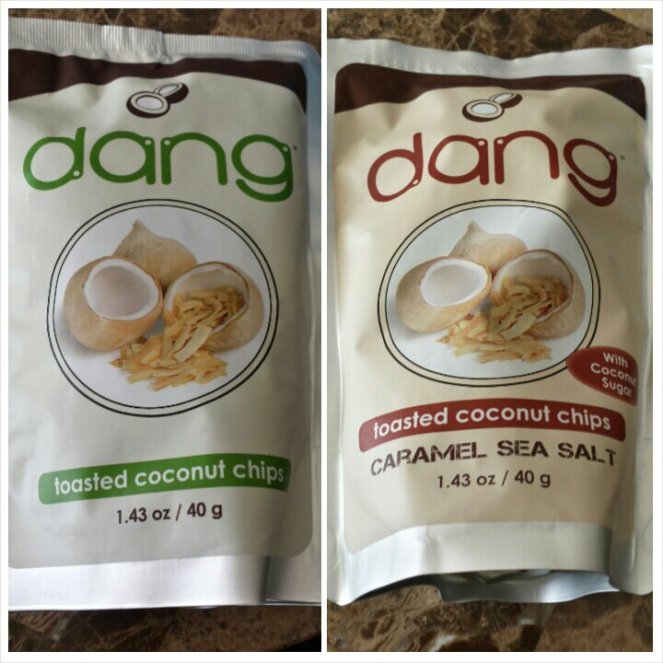 dang
toasted coconut chips
1.43 oz / 40 g
dang
With
Coconut
Sugar
toasted coconut chips
CARAMEL SEA SALT
1.43 oz / 40 g